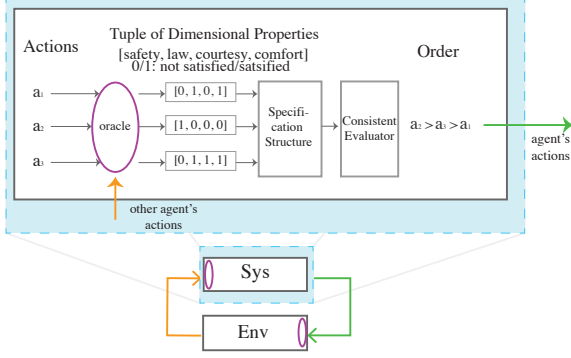 Actions
Tuple of Dimensional Properties
[safety, law, courtesy, comfort]
0/1: not satisfied/satsified
Order
a₁
a₂
a₃
oracle
[0, 1, 0, 1]
[1, 0, 0, 0]
[0, 1, 1, 1]
Specifi-
cation
Structure
Consistent
Evaluator
a₂>a₃>a₁
agent's
actions
other agent's
actions
Sys
Env